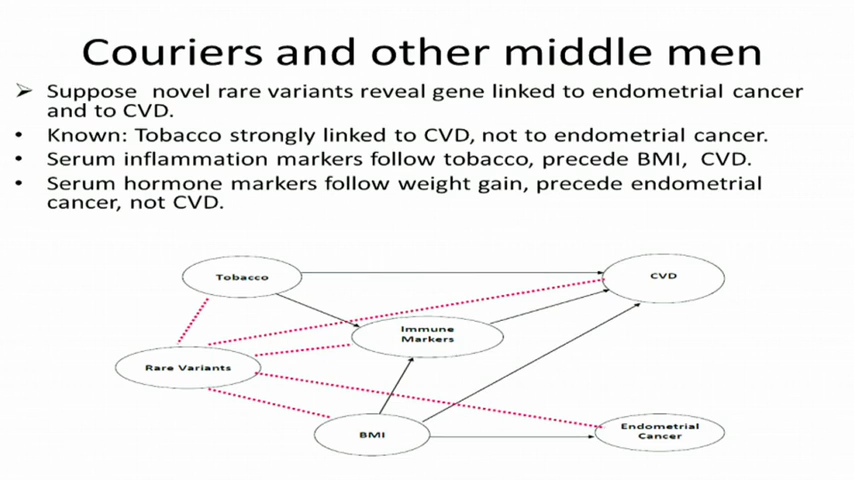 Couriers and other middle men
➢ Suppose novel rare variants reveal gene linked to endometrial cancer
and to CVD.
• Known: Tobacco strongly linked to CVD, not to endometrial cancer.
• Serum inflammation markers follow tobacco, precede BMI, CVD.
• Serum hormone markers follow weight gain, precede endometrial
cancer, not CVD.
Tobacco
CVD
Immune
Markers
Rare Variants
BMI
Endometrial
Cancer